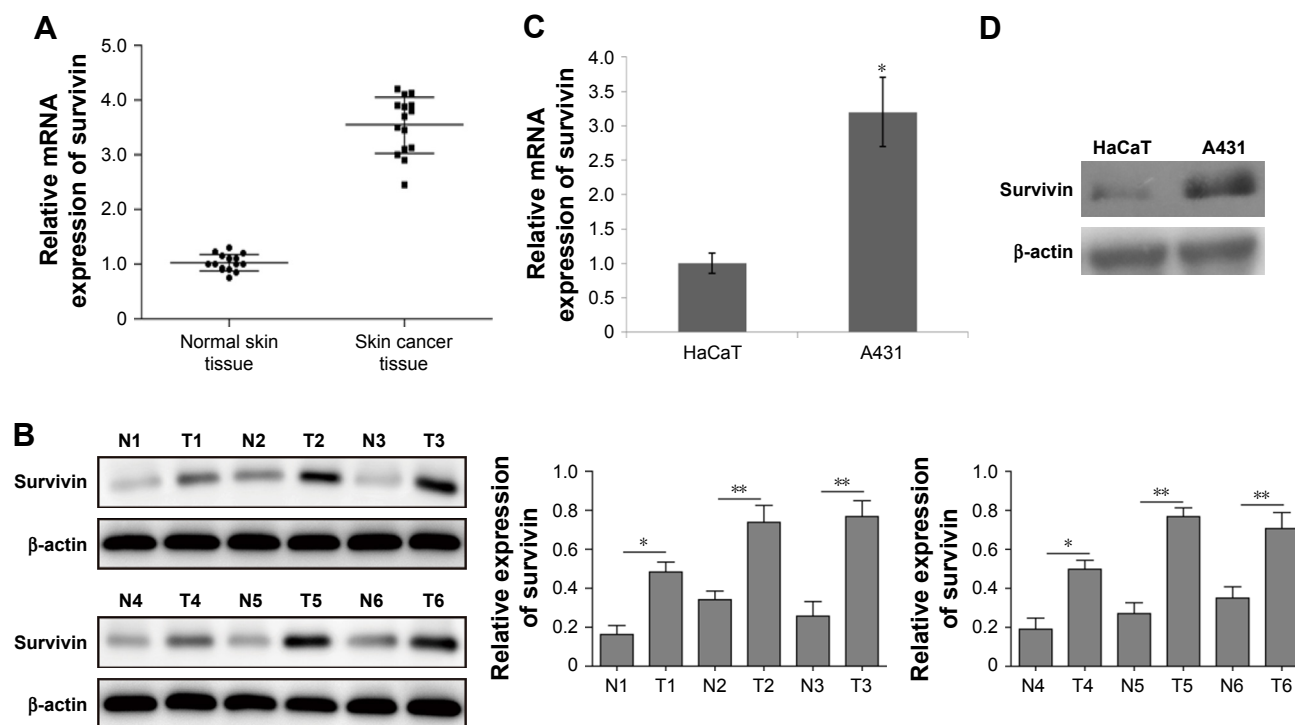 A
Relative mRNA
expression of survivin
5.0
4.0
3.0
2.0
1.0
0
Normal skin
tissue
Skin cancer
tissue
C
Relative mRNA
expression of survivin
4.0
3.5
3.0
2.5
2.0
1.5
1.0
0.5
0
*
HaCaT
A431
D
HaCaT A431
Survivin
β-actin
B
N1 T1 N2 T2 N3 T3
Survivin
β-actin
N4 T4 N5 T5 N6 T6
Survivin
β-actin
Relative expression
of survivin
1.0
0.8
0.6
0.4
0.2
0
* ** **
N1 T1 N2 T2 N3 T3
Relative expression
of survivin
1.0
0.8
0.6
0.4
0.2
0
* ** **
N4 T4 N5 T5 N6 T6